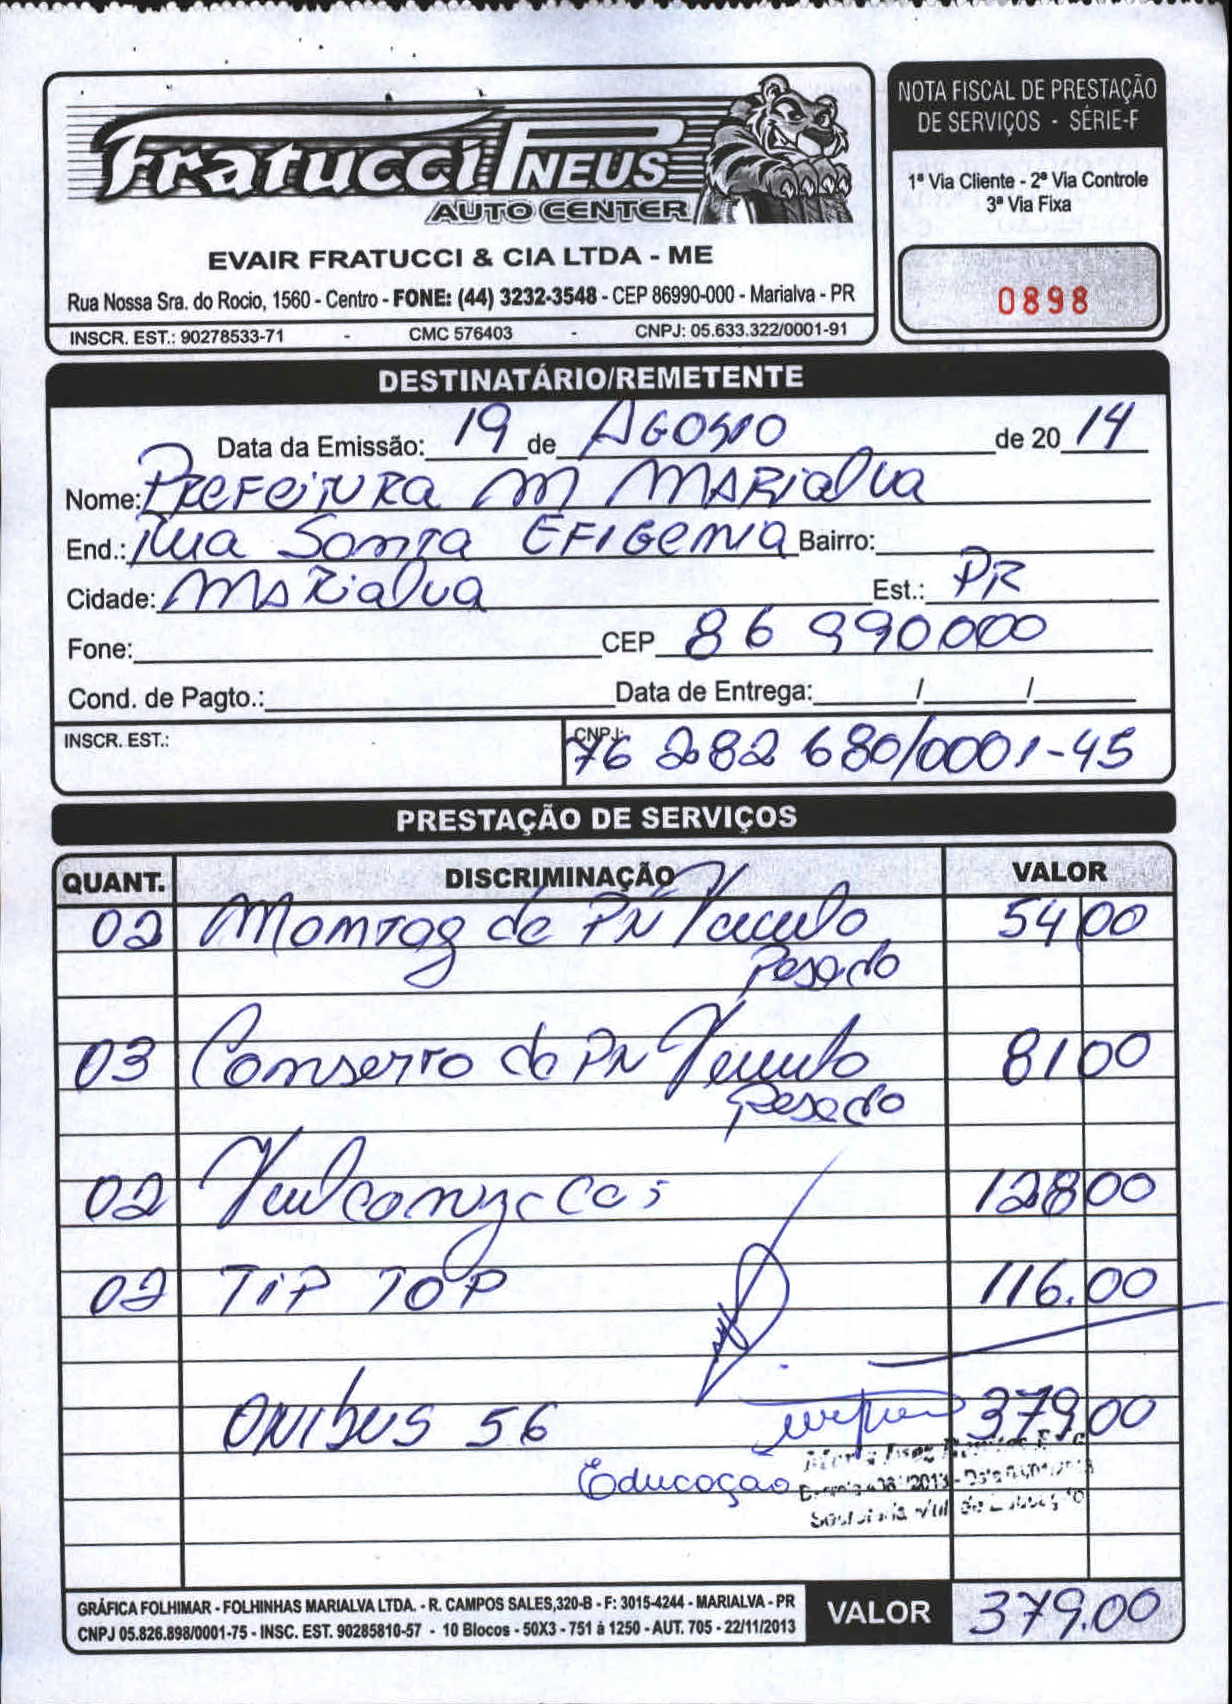 Fratucci PNEUS
AUTO CENTER
EVAIR FRATUCCI & CIA LTDA - ME
Rua Nossa Sra. do Rocio, 1560 - Centro - FONE: (44) 3232-3548 - CEP 86990-000 - Marialva - PR
INSCR. EST.: 90278533-71 - CMC 576403 - CNPJ: 05.633.322/0001-91
NOTA FISCAL DE PRESTAÇÃO
DE SERVIÇOS - SÉRIE-F
1ª Via Cliente - 2ª Via Controle
3ª Via Fixa
0898
DESTINATÁRIO/REMETENTE
Data da Emissão: 19 de AGOSTO de 20 14
Nome: PREFEITURA M MARIALVA
End.: Rua Santa EFIGENIA Bairro:
Cidade: MARIALVA Est.: PR
Fone: CEP 86 990000
Cond. de Pagto.: Data de Entrega: / /
INSCR. EST.: CNPJ: 76 282 680/0001-45
PRESTAÇÃO DE SERVIÇOS
QUANT. DISCRIMINAÇÃO VALOR
02 Montag de PN Veiculo 54 00
Pesado
03 Conserto de PN Veiculo 81 00
Pesado
02 Vulconizacos 128 00
02 TIP TOP 116.00
ONIBUS 56 379.00
Educação
2013
GRÁFICA FOLHIMAR - FOLHINHAS MARIALVA LTDA. - R. CAMPOS SALES,320-B - F: 3015-4244 - MARIALVA - PR
CNPJ 05.826.898/0001-75 - INSC. EST. 90285810-57 - 10 Blocos - 50X3 - 751 à 1250 - AUT. 705 - 22/11/2013
VALOR 379.00